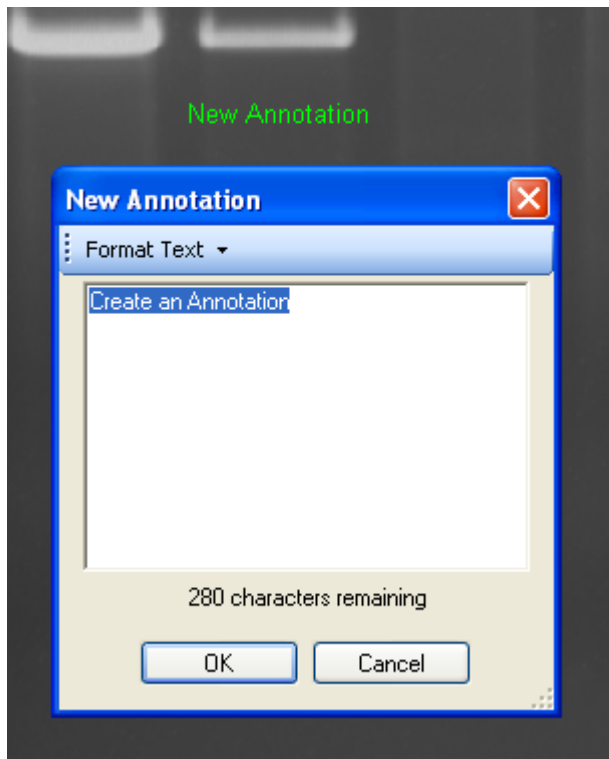 New Annotation
New Annotation
Format Text
Create an Annotation
280 characters remaining
OK Cancel